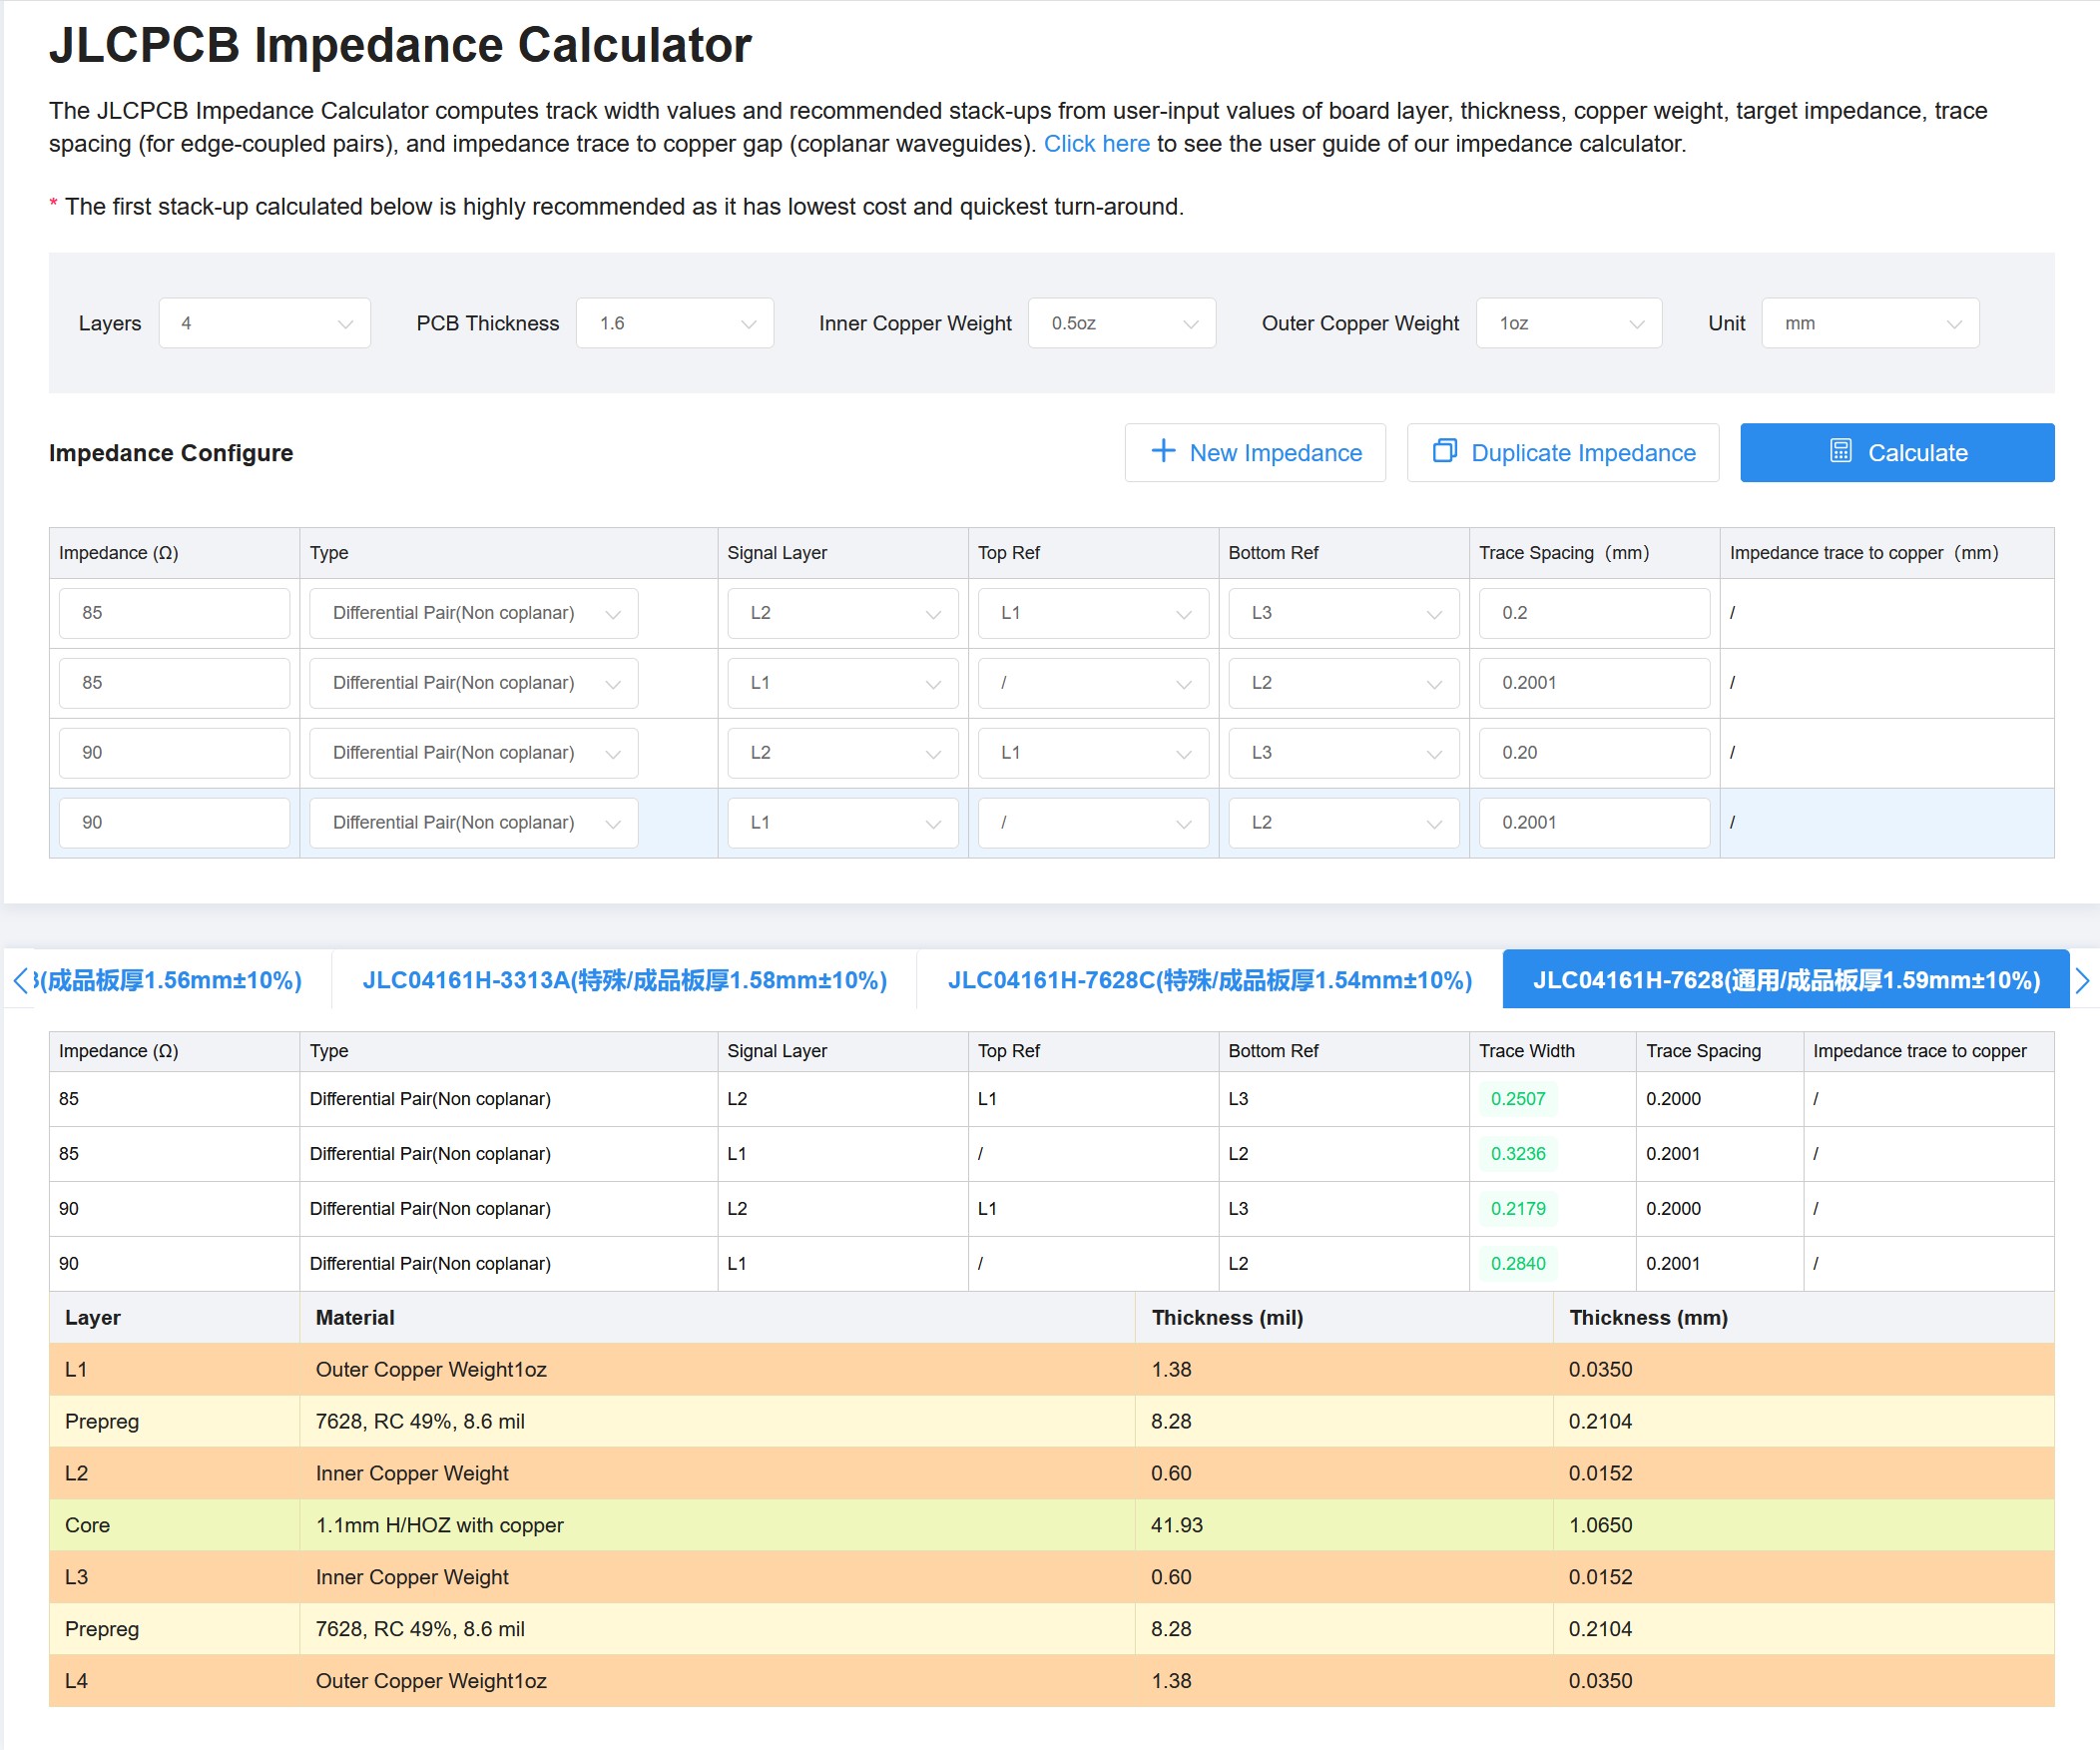 JLCPCB Impedance Calculator
The JLCPCB Impedance Calculator computes track width values and recommended stack-ups from user-input values of board layer, thickness, copper weight, target impedance, trace
spacing (for edge-coupled pairs), and impedance trace to copper gap (coplanar waveguides). Click here to see the user guide of our impedance calculator.
* The first stack-up calculated below is highly recommended as it has lowest cost and quickest turn-around.
Layers 4 PCB Thickness 1.6 Inner Copper Weight 0.5oz Outer Copper Weight 1oz Unit mm
Impedance Configure New Impedance Duplicate Impedance Calculate
Impedance (Ω) Type Signal Layer Top Ref Bottom Ref Trace Spacing（mm） Impedance trace to copper（mm）
85 Differential Pair(Non coplanar) L2 L1 L3 0.2 /
85 Differential Pair(Non coplanar) L1 / L2 0.2001 /
90 Differential Pair(Non coplanar) L2 L1 L3 0.20 /
90 Differential Pair(Non coplanar) L1 / L2 0.2001 /
(成品板厚1.56mm±10%) JLC04161H-3313A(特殊/成品板厚1.58mm±10%) JLC04161H-7628C(特殊/成品板厚1.54mm±10%) JLC04161H-7628(通用/成品板厚1.59mm±10%)
Impedance (Ω) Type Signal Layer Top Ref Bottom Ref Trace Width Trace Spacing Impedance trace to copper
85 Differential Pair(Non coplanar) L2 L1 L3 0.2507 0.2000 /
85 Differential Pair(Non coplanar) L1 / L2 0.3236 0.2001 /
90 Differential Pair(Non coplanar) L2 L1 L3 0.2179 0.2000 /
90 Differential Pair(Non coplanar) L1 / L2 0.2840 0.2001 /
Layer Material Thickness (mil) Thickness (mm)
L1 Outer Copper Weight1oz 1.38 0.0350
Prepreg 7628, RC 49%, 8.6 mil 8.28 0.2104
L2 Inner Copper Weight 0.60 0.0152
Core 1.1mm H/HOZ with copper 41.93 1.0650
L3 Inner Copper Weight 0.60 0.0152
Prepreg 7628, RC 49%, 8.6 mil 8.28 0.2104
L4 Outer Copper Weight1oz 1.38 0.0350